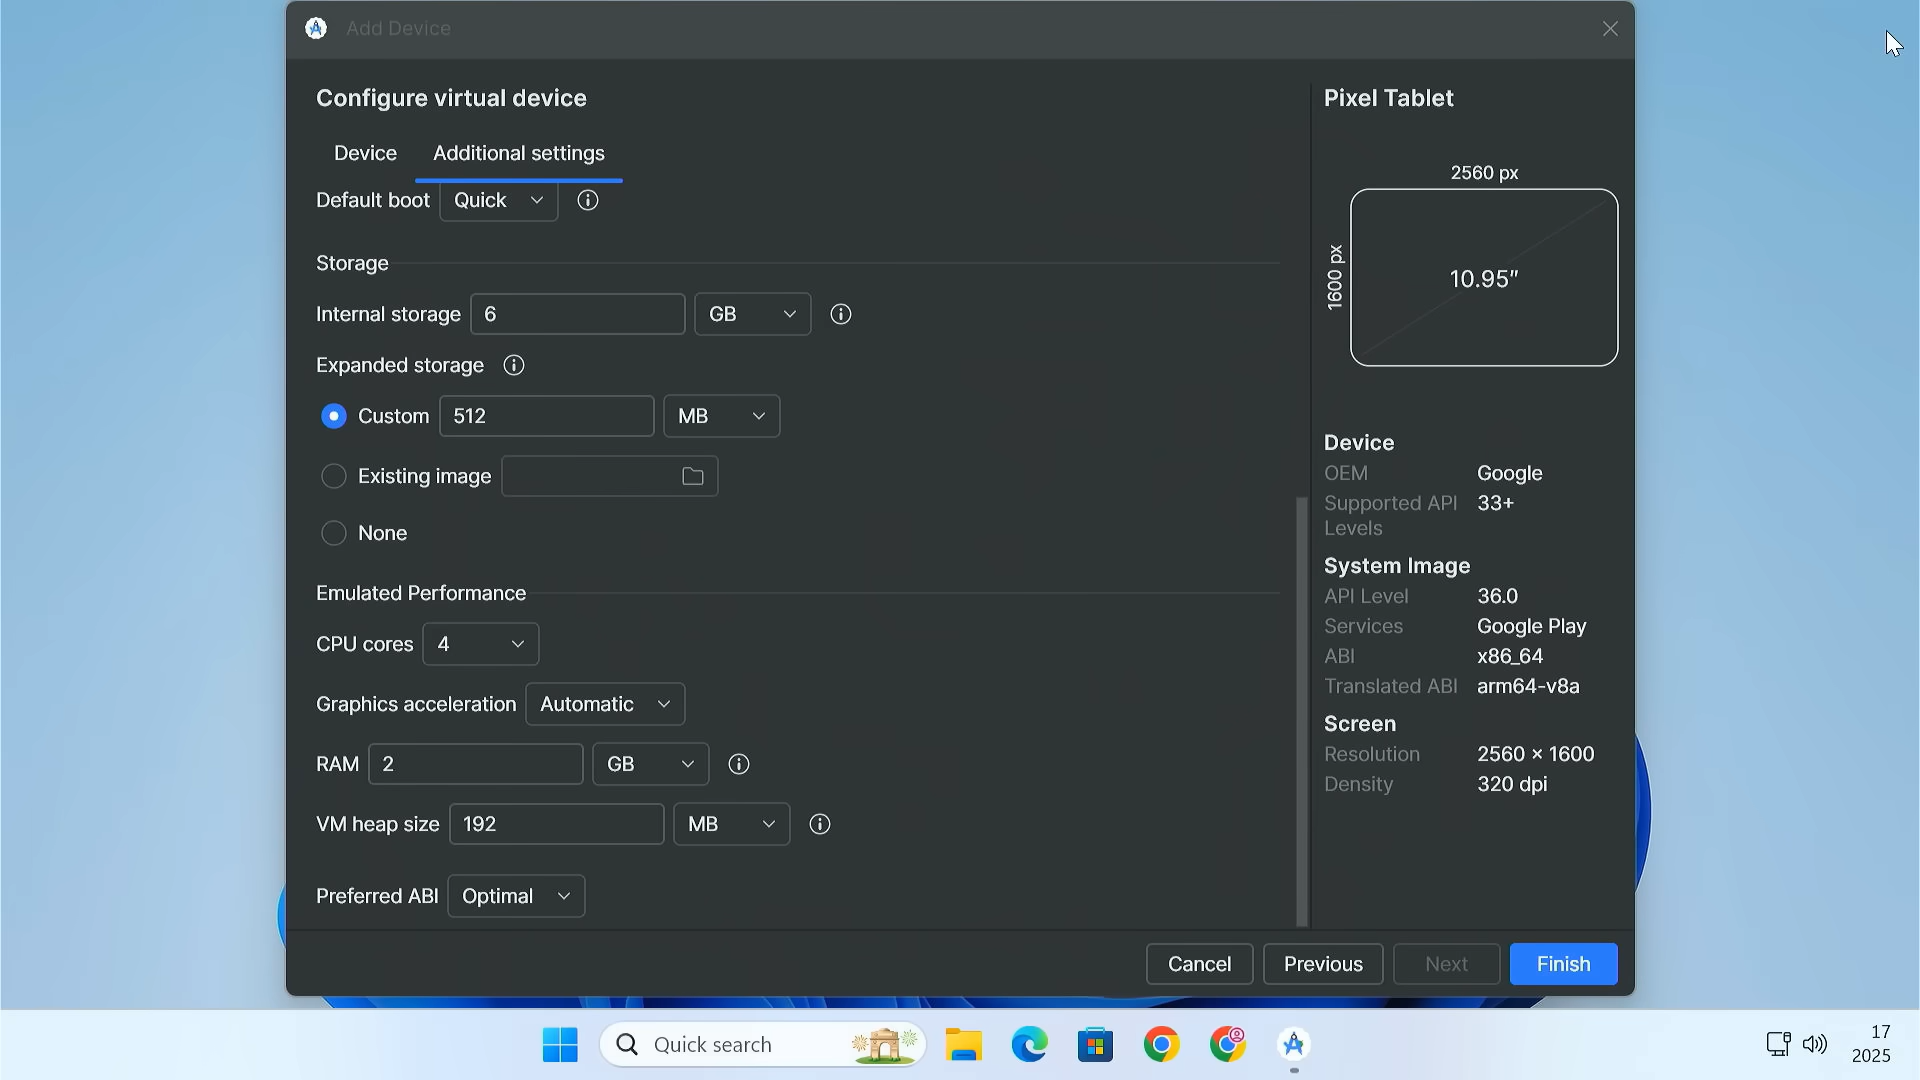 Add Device
Configure virtual device
Device Additional settings
Default boot Quick
Storage
Internal storage 6 GB
Expanded storage
Custom 512 MB
Existing image
None
Emulated Performance
CPU cores 4
Graphics acceleration Automatic
RAM 2 GB
VM heap size 192 MB
Preferred ABI Optimal
Pixel Tablet
2560 px
1600 px
10.95″
Device
OEM Google
Supported API Levels 33+
System Image
API Level 36.0
Services Google Play
ABI x86_64
Translated ABI arm64-v8a
Screen
Resolution 2560 × 1600
Density 320 dpi
Cancel Previous Next Finish
Quick search
17
2025